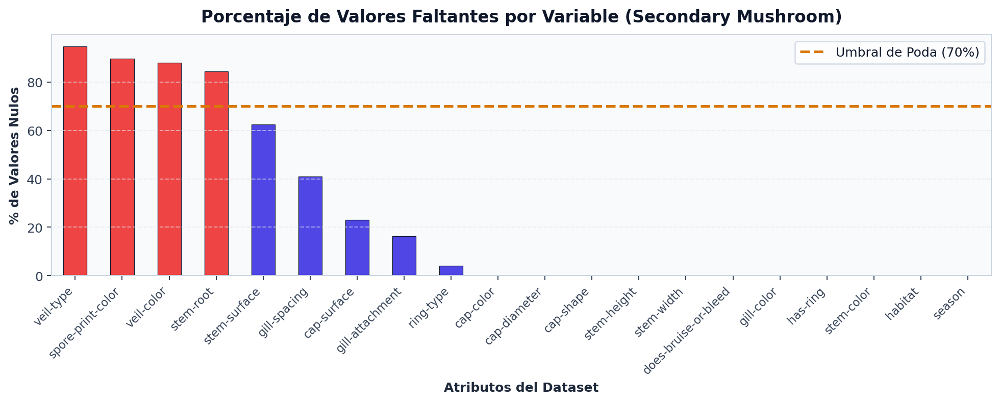 Porcentaje de Valores Faltantes por Variable (Secondary Mushroom)
Umbral de Poda (70%)
% de Valores Nulos
80
60
40
20
0
veil-type
spore-print-color
veil-color
stem-root
stem-surface
gill-spacing
cap-surface
gill-attachment
ring-type
cap-color
cap-diameter
cap-shape
stem-height
stem-width
does-bruise-or-bleed
gill-color
has-ring
stem-color
habitat
season
Atributos del Dataset